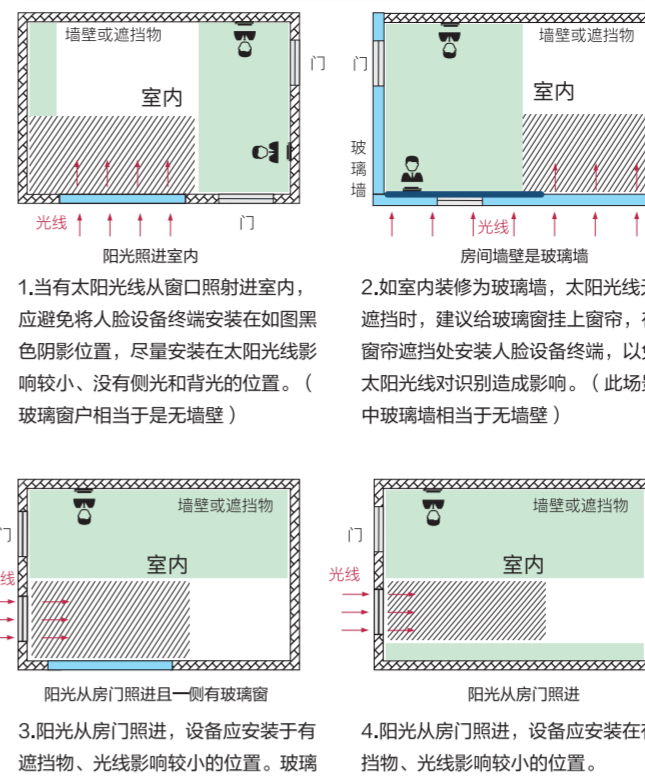 墙壁或遮挡物
室内
门
光线
门
阳光照进室内
1.当有太阳光线从窗口照射进室内，
应避免将人脸设备终端安装在如图黑
色阴影位置，尽量安装在太阳光线影
响较小、没有侧光和背光的位置。（
玻璃窗户相当于是无墙壁）
墙壁或遮挡物
门
室内
玻
璃
墙
光线
房间墙壁是玻璃墙
2.如室内装修为玻璃墙，太阳光线
遮挡时，建议给玻璃窗挂上窗帘，
窗帘遮挡处安装人脸设备终端，以
太阳光线对识别造成影响。（此场
中玻璃墙相当于无墙壁）
墙壁或遮挡物
门
室内
线
阳光从房门照进且一侧有玻璃窗
3.阳光从房门照进，设备应安装于有
遮挡物、光线影响较小的位置。玻璃
墙壁或遮挡物
门
室内
光线
阳光从房门照进
4.阳光从房门照进，设备应安装在
挡物、光线影响较小的位置。